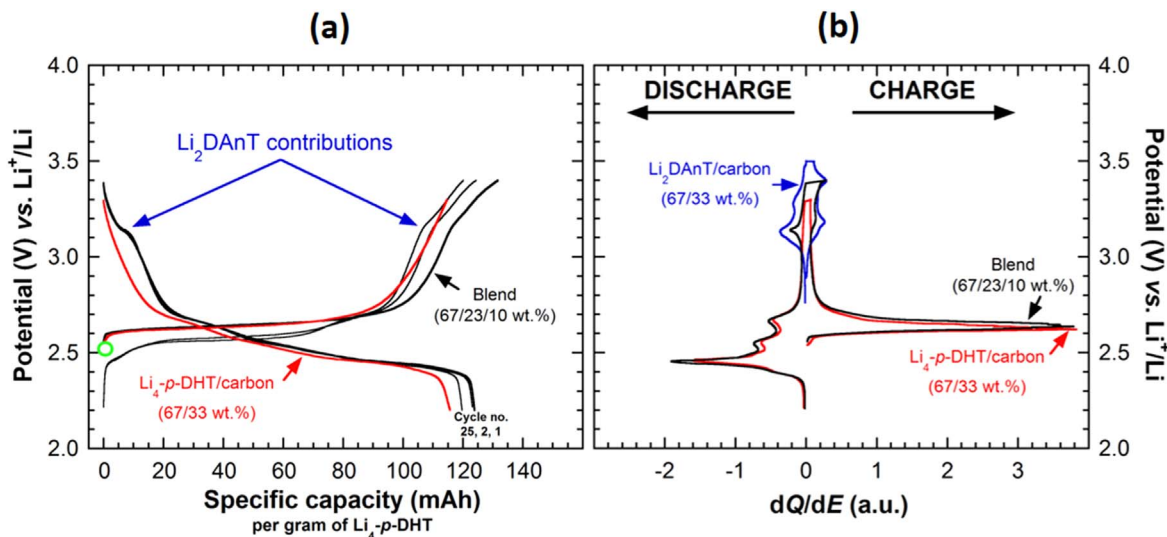 (a)
(b)
4.0
3.5
3.0
2.5
2.0
Potential (V) vs. Li⁺/Li
Li₂DAnT contributions
Blend
(67/23/10 wt.%)
Li₄-p-DHT/carbon
(67/33 wt.%)
Cycle no.
25, 2, 1
0 20 40 60 80 100 120 140
Specific capacity (mAh)
per gram of Li₄-p-DHT
DISCHARGE
CHARGE
Li₂DAnT/carbon
(67/33 wt.%)
Blend
(67/23/10 wt.%)
Li₄-p-DHT/carbon
(67/33 wt.%)
4.0
3.5
3.0
2.5
2.0
Potential (V) vs. Li⁺/Li
-2 -1 0 1 2 3
dQ/dE (a.u.)